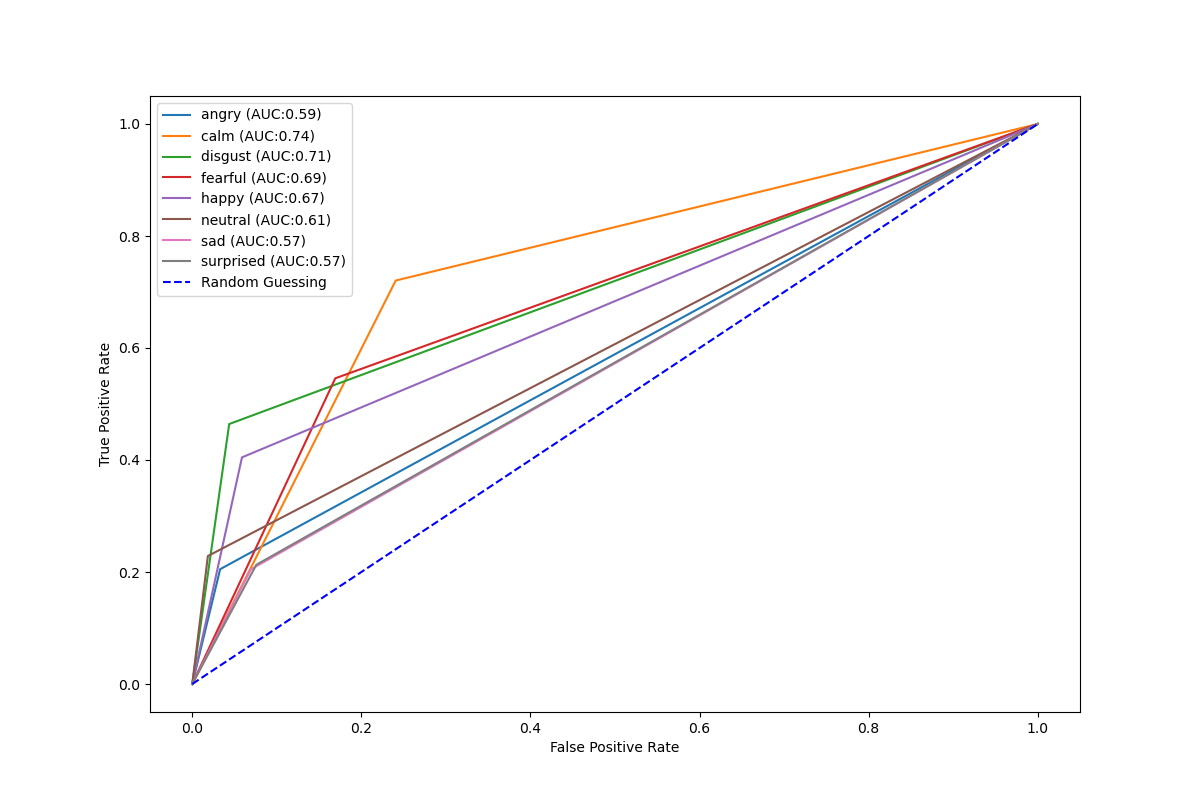 angry (AUC:0.59)
calm (AUC:0.74)
disgust (AUC:0.71)
fearful (AUC:0.69)
happy (AUC:0.67)
neutral (AUC:0.61)
sad (AUC:0.57)
surprised (AUC:0.57)
Random Guessing
1.0
0.8
0.6
0.4
0.2
0.0
True Positive Rate
0.0 0.2 0.4 0.6 0.8 1.0
False Positive Rate